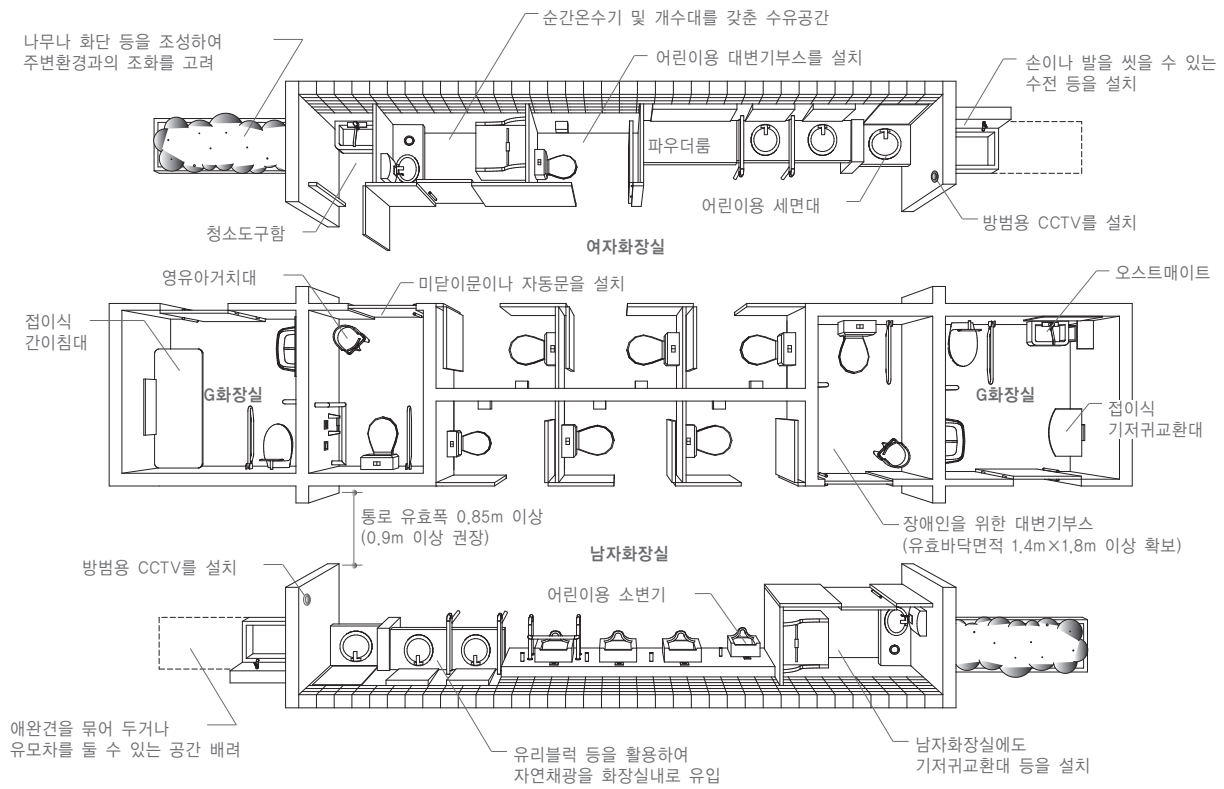 순간온수기 및 개수대를 갖춘 수유공간
나무나 화단 등을 조성하여
주변환경과의 조화를 고려
어린이용 대변기부스를 설치
손이나 발을 씻을 수 있는
수전 등을 설치
파우더룸
어린이용 세면대
청소도구함
방범용 CCTV를 설치
여자화장실
영유아거치대
미닫이문이나 자동문을 설치
오스트매이트
접이식
간이침대
G화장실
G화장실
접이식
기저귀교환대
통로 유효폭 0.85m 이상
(0.9m 이상 권장)
장애인을 위한 대변기부스
(유효바닥면적 1.4m×1.8m 이상 확보)
남자화장실
방범용 CCTV를 설치
어린이용 소변기
애완견을 묶어 두거나
유모차를 둘 수 있는 공간 배려
유리블럭 등을 활용하여
자연채광을 화장실내로 유입
남자화장실에도
기저귀교환대 등을 설치